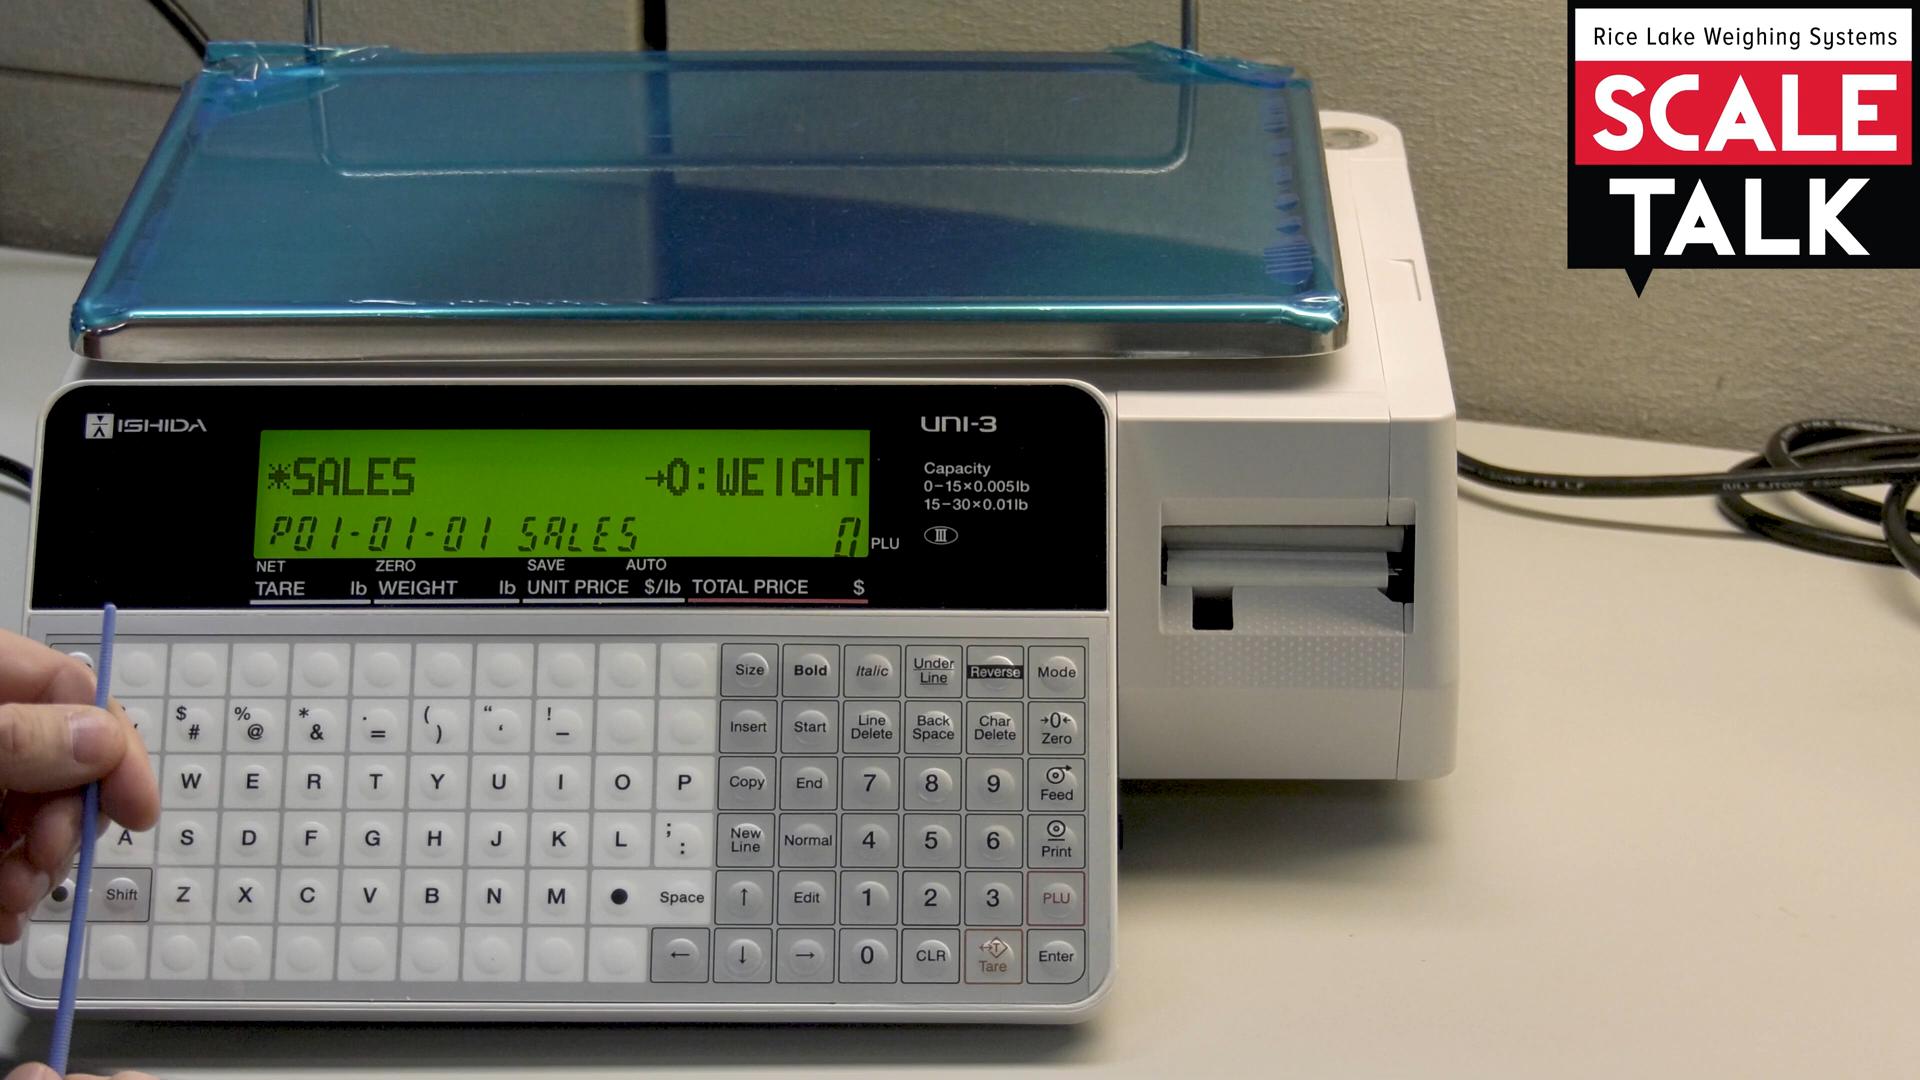 Rice Lake Weighing Systems
SCALE
TALK
ISHIDA
UNI-3
*SALES →0:WEIGHT
P01-01-01 SALES 0
PLU
Capacity
0-15×0.005lb
15-30×0.01lb
III
NET ZERO SAVE AUTO
TARE lb WEIGHT lb UNIT PRICE $/lb TOTAL PRICE $
Size Bold Italic Under Line Reverse Mode
$ # % @ * & . = ( ) “ ‘ ! – Insert Start Line Delete Back Space Char Delete →0← Zero
W E R T Y U I O P Copy End 7 8 9 Feed
A S D F G H J K L ; : New Line Normal 4 5 6 Print
Shift Z X C V B N M ● Space ↑ Edit 1 2 3 PLU
← ↓ → 0 CLR T Tare Enter